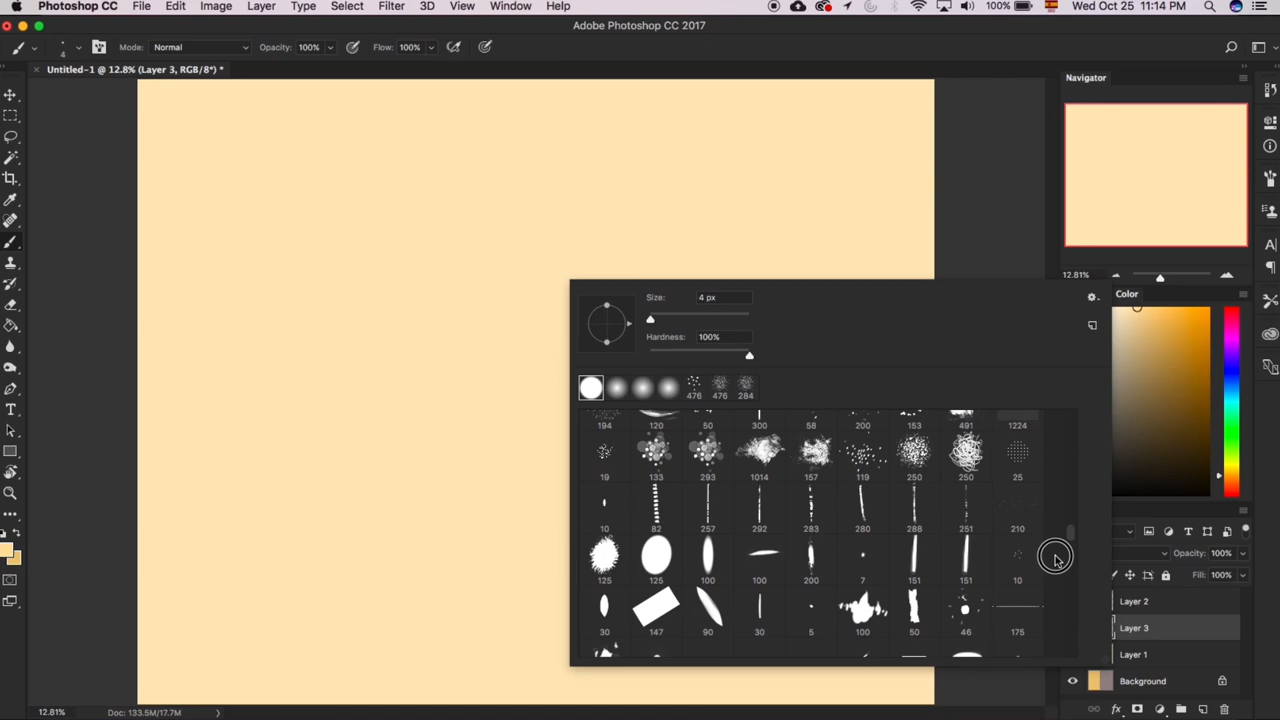 Photoshop CC File Edit Image Layer Type Select Filter 3D View Window Help 100% Wed Oct 25 11:14 PM
Adobe Photoshop CC 2017
4 Mode: Normal Opacity: 100% Flow: 100%
× Untitled-1 @ 12.8% (Layer 3, RGB/8*) *
Navigator
12.81%
Color
Size: 4 px
Hardness: 100%
476 476 284
194 120 50 300 58 200 153 491 1224
19 133 293 1014 157 119 250 250 25
10 82 257 292 283 280 288 251 210
125 125 100 100 200 7 151 151 10
30 147 90 30 5 100 50 46 175
Opacity: 100%
Fill: 100%
Layer 2
Layer 3
Layer 1
Background
12.81% Doc: 133.5M/17.7M